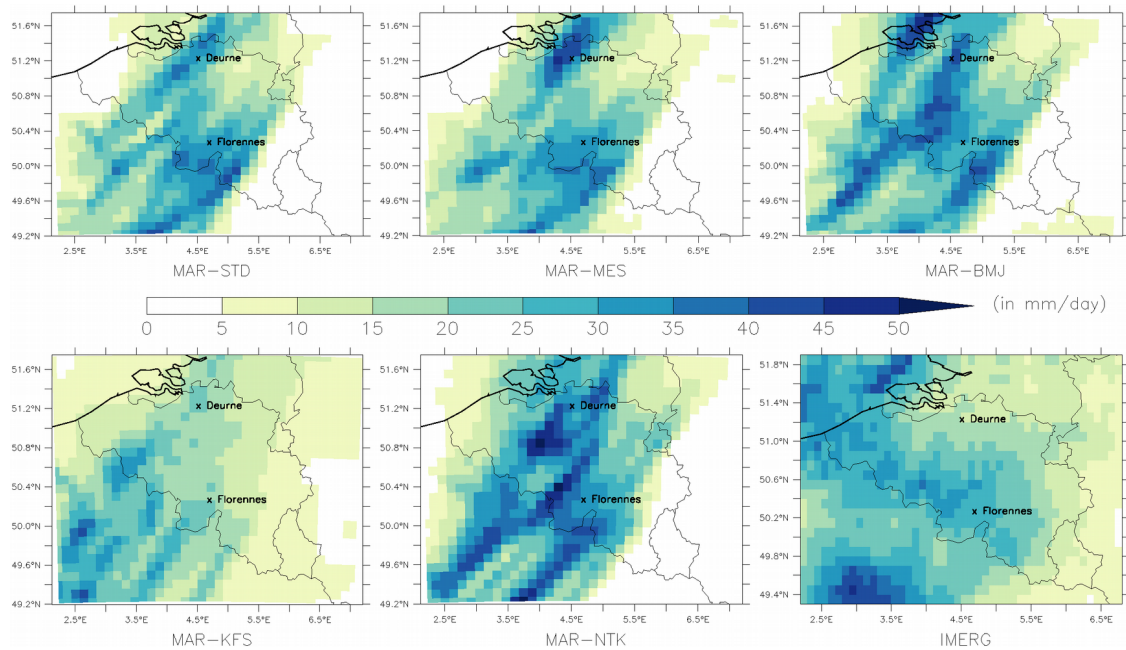 51.6°N
51.2°N
50.8°N
50.4°N
50.0°N
49.6°N
49.2°N
x Deurne
x Florennes
2.5°E 3.5°E 4.5°E 5.5°E 6.5°E
MAR-STD
51.6°N
51.2°N
50.8°N
50.4°N
50.0°N
49.6°N
49.2°N
x Deurne
x Florennes
2.5°E 3.5°E 4.5°E 5.5°E 6.5°E
MAR-MES
51.6°N
51.2°N
50.8°N
50.4°N
50.0°N
49.6°N
49.2°N
x Deurne
x Florennes
2.5°E 3.5°E 4.5°E 5.5°E 6.5°E
MAR-BMJ
0 5 10 15 20 25 30 35 40 45 50 (in mm/day)
51.6°N
51.2°N
50.8°N
50.4°N
50.0°N
49.6°N
49.2°N
x Deurne
x Florennes
2.5°E 3.5°E 4.5°E 5.5°E 6.5°E
MAR-KFS
51.6°N
51.2°N
50.8°N
50.4°N
50.0°N
49.6°N
49.2°N
x Deurne
x Florennes
2.5°E 3.5°E 4.5°E 5.5°E 6.5°E
MAR-NTK
51.8°N
51.4°N
51.0°N
50.6°N
50.2°N
49.8°N
49.4°N
x Deurne
x Florennes
2.5°E 3.5°E 4.5°E 5.5°E 6.5°E
IMERG